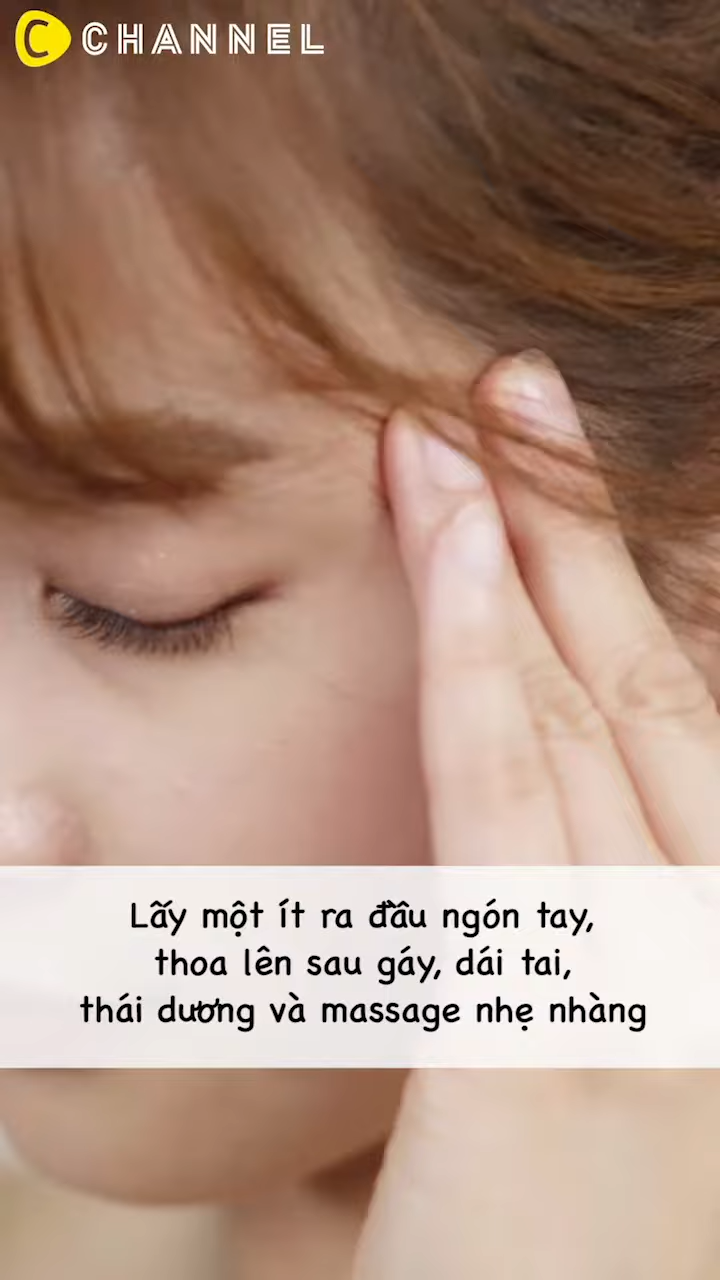 C CHANNEL
Lấy một ít ra đầu ngón tay,
thoa lên sau gáy, dái tai,
thái dương và massage nhẹ nhàng